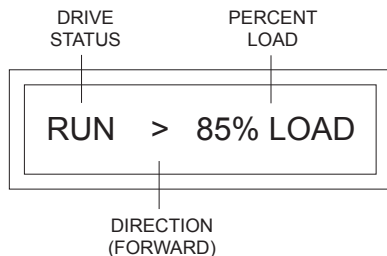 DRIVE
STATUS
PERCENT
LOAD
RUN > 85% LOAD
DIRECTION
(FORWARD)